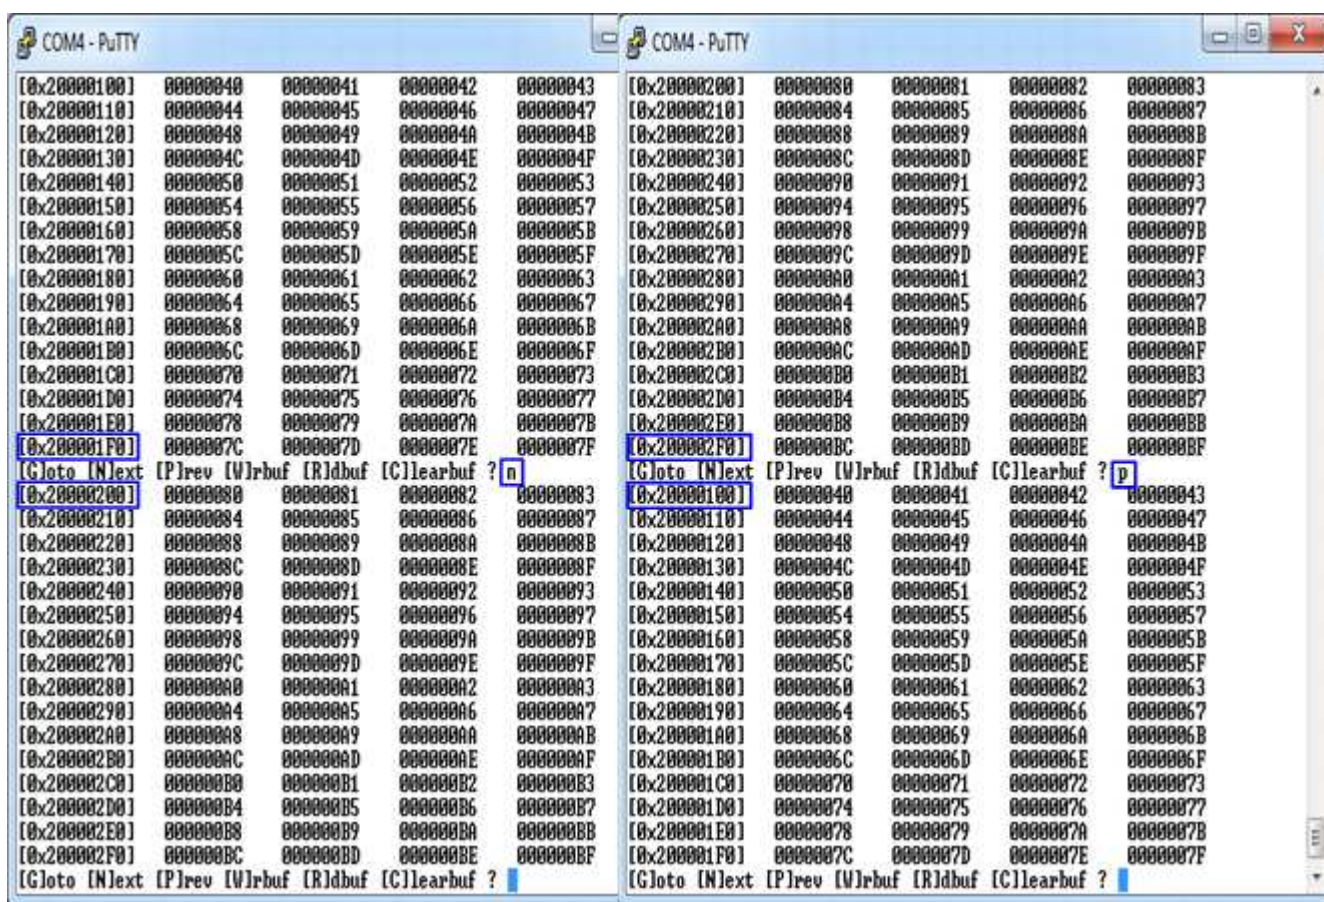 COM4 - PuTTY
[0x20000100] 00000040 00000041 00000042 00000043
[0x20000110] 00000044 00000045 00000046 00000047
[0x20000120] 00000048 00000049 0000004A 0000004B
[0x20000130] 0000004C 0000004D 0000004E 0000004F
[0x20000140] 00000050 00000051 00000052 00000053
[0x20000150] 00000054 00000055 00000056 00000057
[0x20000160] 00000058 00000059 0000005A 0000005B
[0x20000170] 0000005C 0000005D 0000005E 0000005F
[0x20000180] 00000060 00000061 00000062 00000063
[0x20000190] 00000064 00000065 00000066 00000067
[0x200001A0] 00000068 00000069 0000006A 0000006B
[0x200001B0] 0000006C 0000006D 0000006E 0000006F
[0x200001C0] 00000070 00000071 00000072 00000073
[0x200001D0] 00000074 00000075 00000076 00000077
[0x200001E0] 00000078 00000079 0000007A 0000007B
[0x200001F0] 0000007C 0000007D 0000007E 0000007F
[G]oto [N]ext [P]rev [W]rbuf [R]dbuf [C]learbuf ? n
[0x20000200] 00000080 00000081 00000082 00000083
[0x20000210] 00000084 00000085 00000086 00000087
[0x20000220] 00000088 00000089 0000008A 0000008B
[0x20000230] 0000008C 0000008D 0000008E 0000008F
[0x20000240] 00000090 00000091 00000092 00000093
[0x20000250] 00000094 00000095 00000096 00000097
[0x20000260] 00000098 00000099 0000009A 0000009B
[0x20000270] 0000009C 0000009D 0000009E 0000009F
[0x20000280] 000000A0 000000A1 000000A2 000000A3
[0x20000290] 000000A4 000000A5 000000A6 000000A7
[0x200002A0] 000000A8 000000A9 000000AA 000000AB
[0x200002B0] 000000AC 000000AD 000000AE 000000AF
[0x200002C0] 000000B0 000000B1 000000B2 000000B3
[0x200002D0] 000000B4 000000B5 000000B6 000000B7
[0x200002E0] 000000B8 000000B9 000000BA 000000BB
[0x200002F0] 000000BC 000000BD 000000BE 000000BF
[G]oto [N]ext [P]rev [W]rbuf [R]dbuf [C]learbuf ?
COM4 - PuTTY
[0x20000200] 00000080 00000081 00000082 00000083
[0x20000210] 00000084 00000085 00000086 00000087
[0x20000220] 00000088 00000089 0000008A 0000008B
[0x20000230] 0000008C 0000008D 0000008E 0000008F
[0x20000240] 00000090 00000091 00000092 00000093
[0x20000250] 00000094 00000095 00000096 00000097
[0x20000260] 00000098 00000099 0000009A 0000009B
[0x20000270] 0000009C 0000009D 0000009E 0000009F
[0x20000280] 000000A0 000000A1 000000A2 000000A3
[0x20000290] 000000A4 000000A5 000000A6 000000A7
[0x200002A0] 000000A8 000000A9 000000AA 000000AB
[0x200002B0] 000000AC 000000AD 000000AE 000000AF
[0x200002C0] 000000B0 000000B1 000000B2 000000B3
[0x200002D0] 000000B4 000000B5 000000B6 000000B7
[0x200002E0] 000000B8 000000B9 000000BA 000000BB
[0x200002F0] 000000BC 000000BD 000000BE 000000BF
[G]oto [N]ext [P]rev [W]rbuf [R]dbuf [C]learbuf ? p
[0x20000100] 00000040 00000041 00000042 00000043
[0x20000110] 00000044 00000045 00000046 00000047
[0x20000120] 00000048 00000049 0000004A 0000004B
[0x20000130] 0000004C 0000004D 0000004E 0000004F
[0x20000140] 00000050 00000051 00000052 00000053
[0x20000150] 00000054 00000055 00000056 00000057
[0x20000160] 00000058 00000059 0000005A 0000005B
[0x20000170] 0000005C 0000005D 0000005E 0000005F
[0x20000180] 00000060 00000061 00000062 00000063
[0x20000190] 00000064 00000065 00000066 00000067
[0x200001A0] 00000068 00000069 0000006A 0000006B
[0x200001B0] 0000006C 0000006D 0000006E 0000006F
[0x200001C0] 00000070 00000071 00000072 00000073
[0x200001D0] 00000074 00000075 00000076 00000077
[0x200001E0] 00000078 00000079 0000007A 0000007B
[0x200001F0] 0000007C 0000007D 0000007E 0000007F
[G]oto [N]ext [P]rev [W]rbuf [R]dbuf [C]learbuf ?